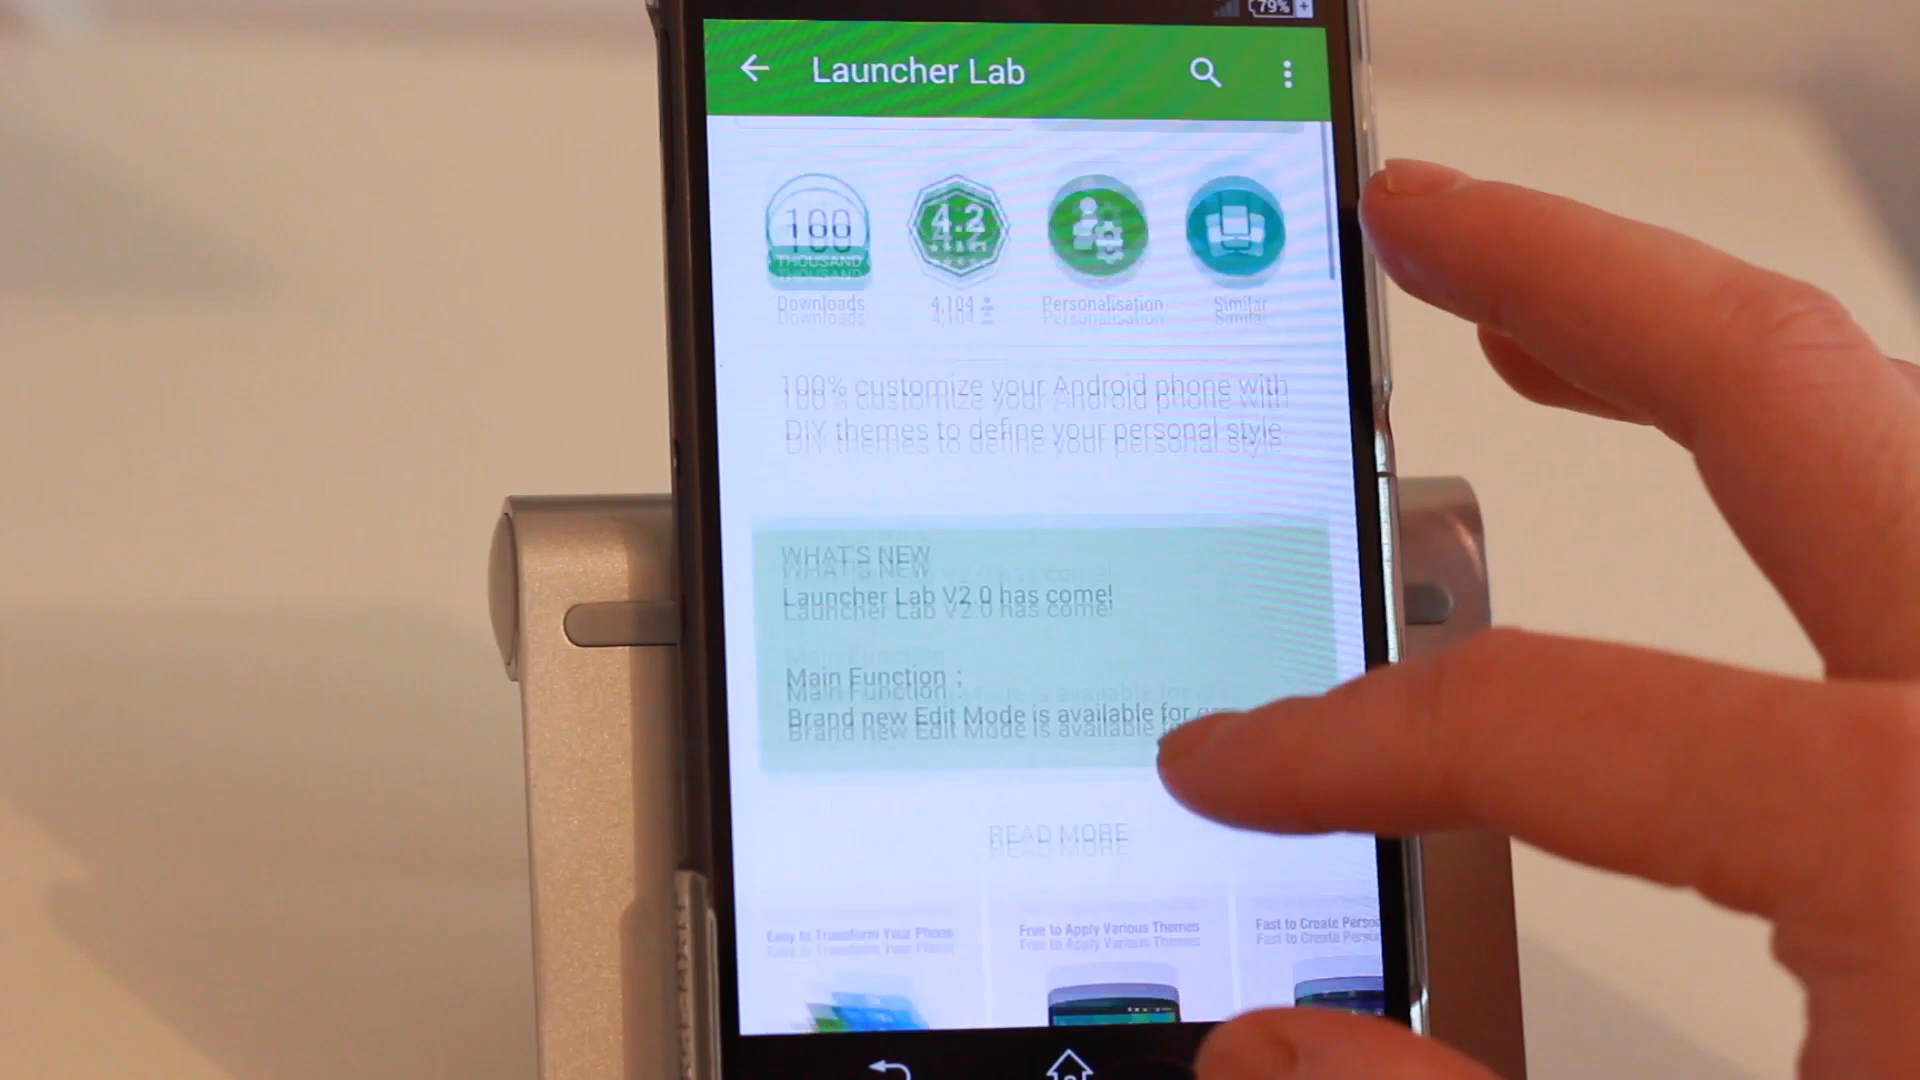 79%
Launcher Lab
100
THOUSAND
Downloads
4.2
4,104
Personalisation
Similar
100% customize your Android phone with
DIY themes to define your personal style.
WHAT'S NEW
Launcher Lab V2.0 has come!
Main Function :
Brand new Edit Mode is available for
READ MORE
Easy to Transform Your Phone
Free to Apply Various Themes
Fast to Create